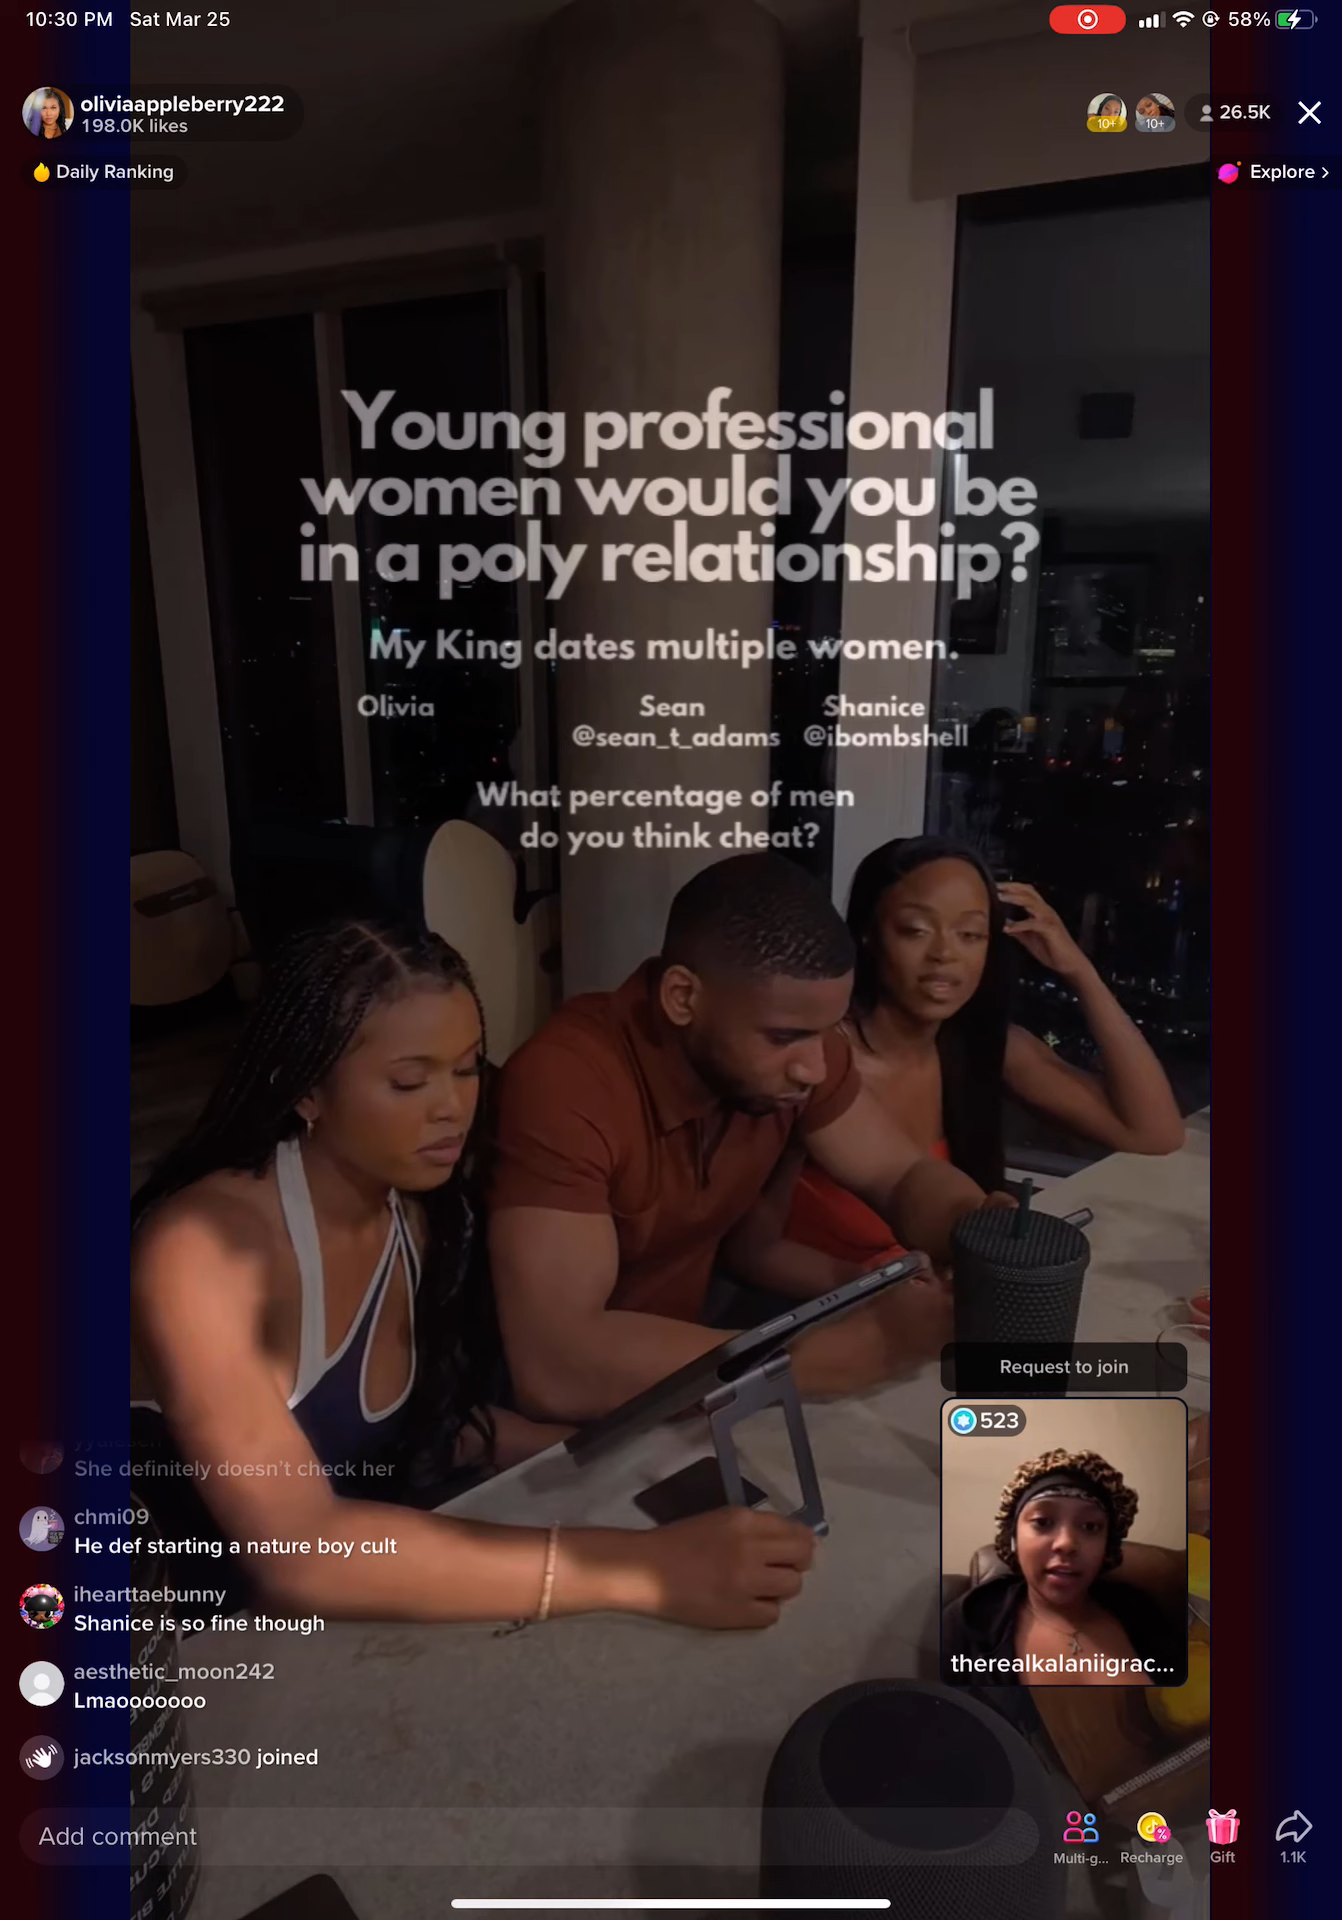 10:30 PM Sat Mar 25
58%
oliviaappleberry222
198.0K likes
10+
10+
26.5K
Daily Ranking
Explore
Young professional
women would you be
in a poly relationship?
My King dates multiple women.
Olivia Sean Shanice
@sean_t_adams @ibombshell
What percentage of men
do you think cheat?
Request to join
523
therealkalaniigrac...
She definitely doesn't check her
chmi09
He def starting a nature boy cult
ihearttaebunny
Shanice is so fine though
aesthetic_moon242
Lmaooooooo
jacksonmyers330 joined
Add comment
Multi-g...
Recharge
Gift
1.1K